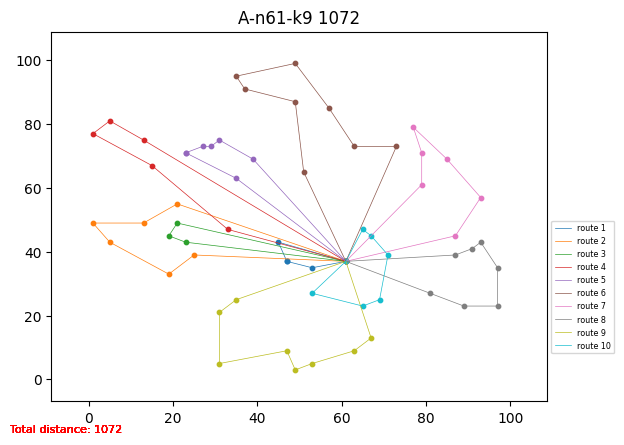 A-n61-k9 1072
100
80
60
40
20
0
0 20 40 60 80 100
route 1
route 2
route 3
route 4
route 5
route 6
route 7
route 8
route 9
route 10
Total distance: 1072